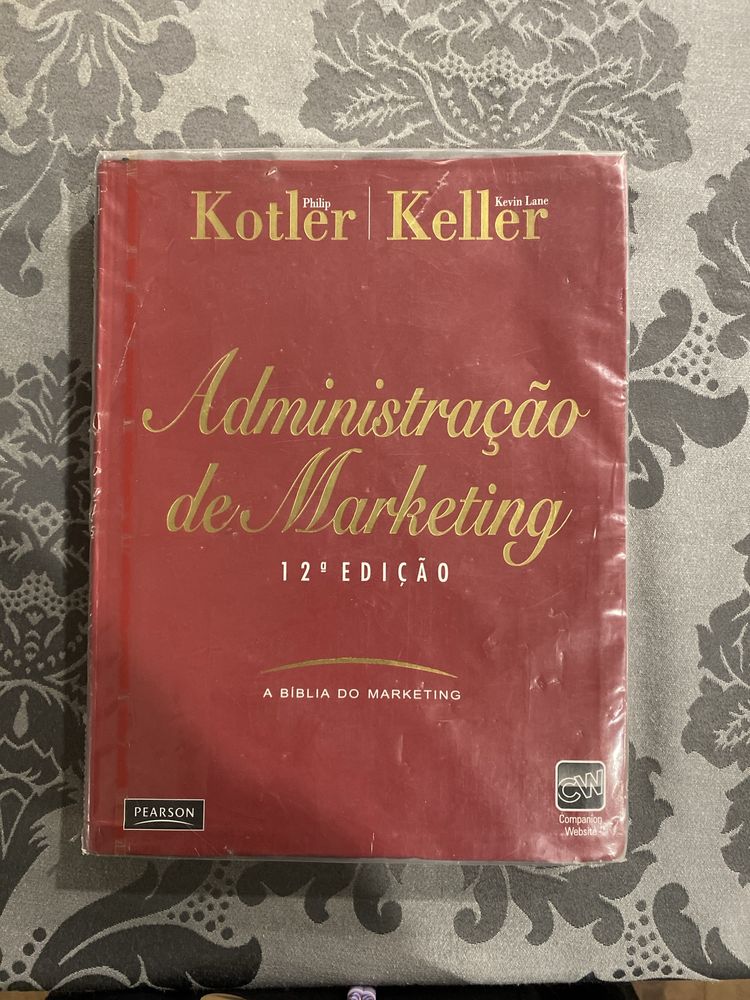 Philip Kevin Lane
Kotler | Keller
Administração
de Marketing
12ª EDIÇÃO
A BÍBLIA DO MARKETING
PEARSON
CW
Companion
Website